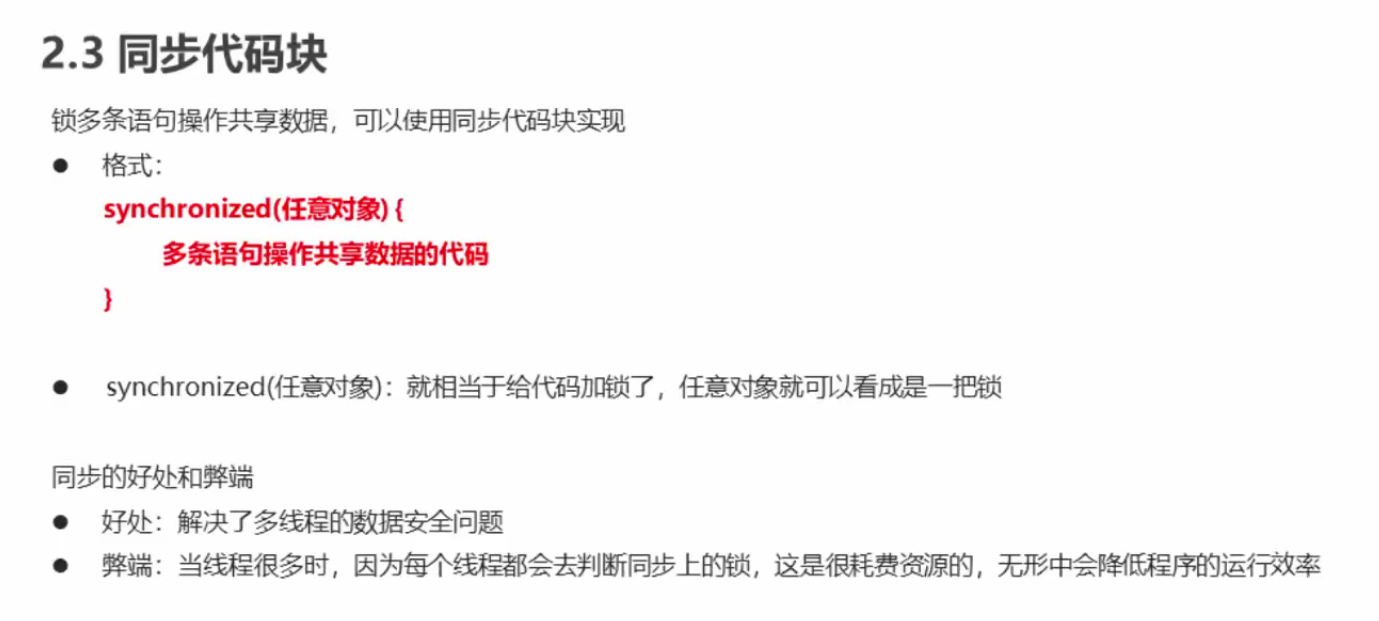 2.3 同步代码块
锁多条语句操作共享数据，可以使用同步代码块实现
● 格式：
synchronized(任意对象) {
多条语句操作共享数据的代码
}
● synchronized(任意对象)：就相当于给代码加锁了，任意对象就可以看成是一把锁
同步的好处和弊端
● 好处：解决了多线程的数据安全问题
● 弊端：当线程很多时，因为每个线程都会去判断同步上的锁，这是很耗费资源的，无形中会降低程序的运行效率